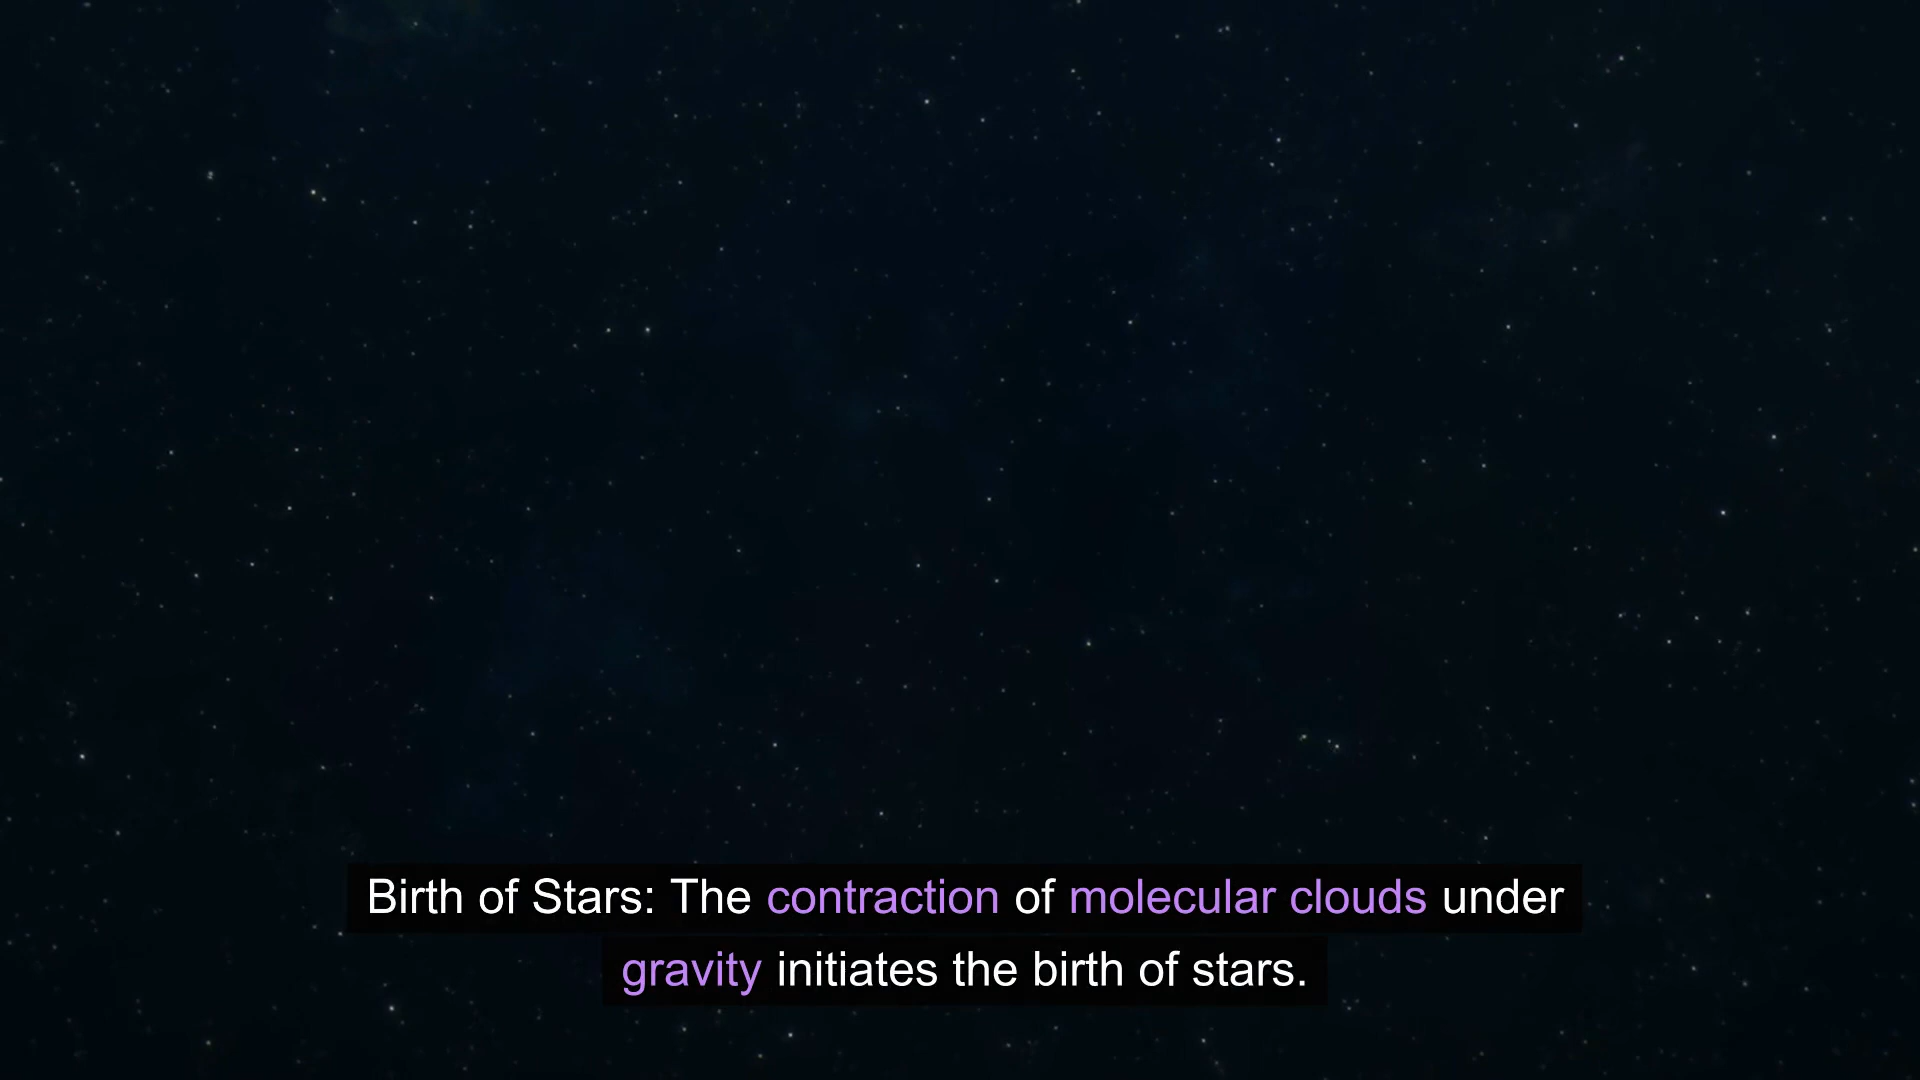 Birth of Stars: The contraction of molecular clouds under
gravity initiates the birth of stars.